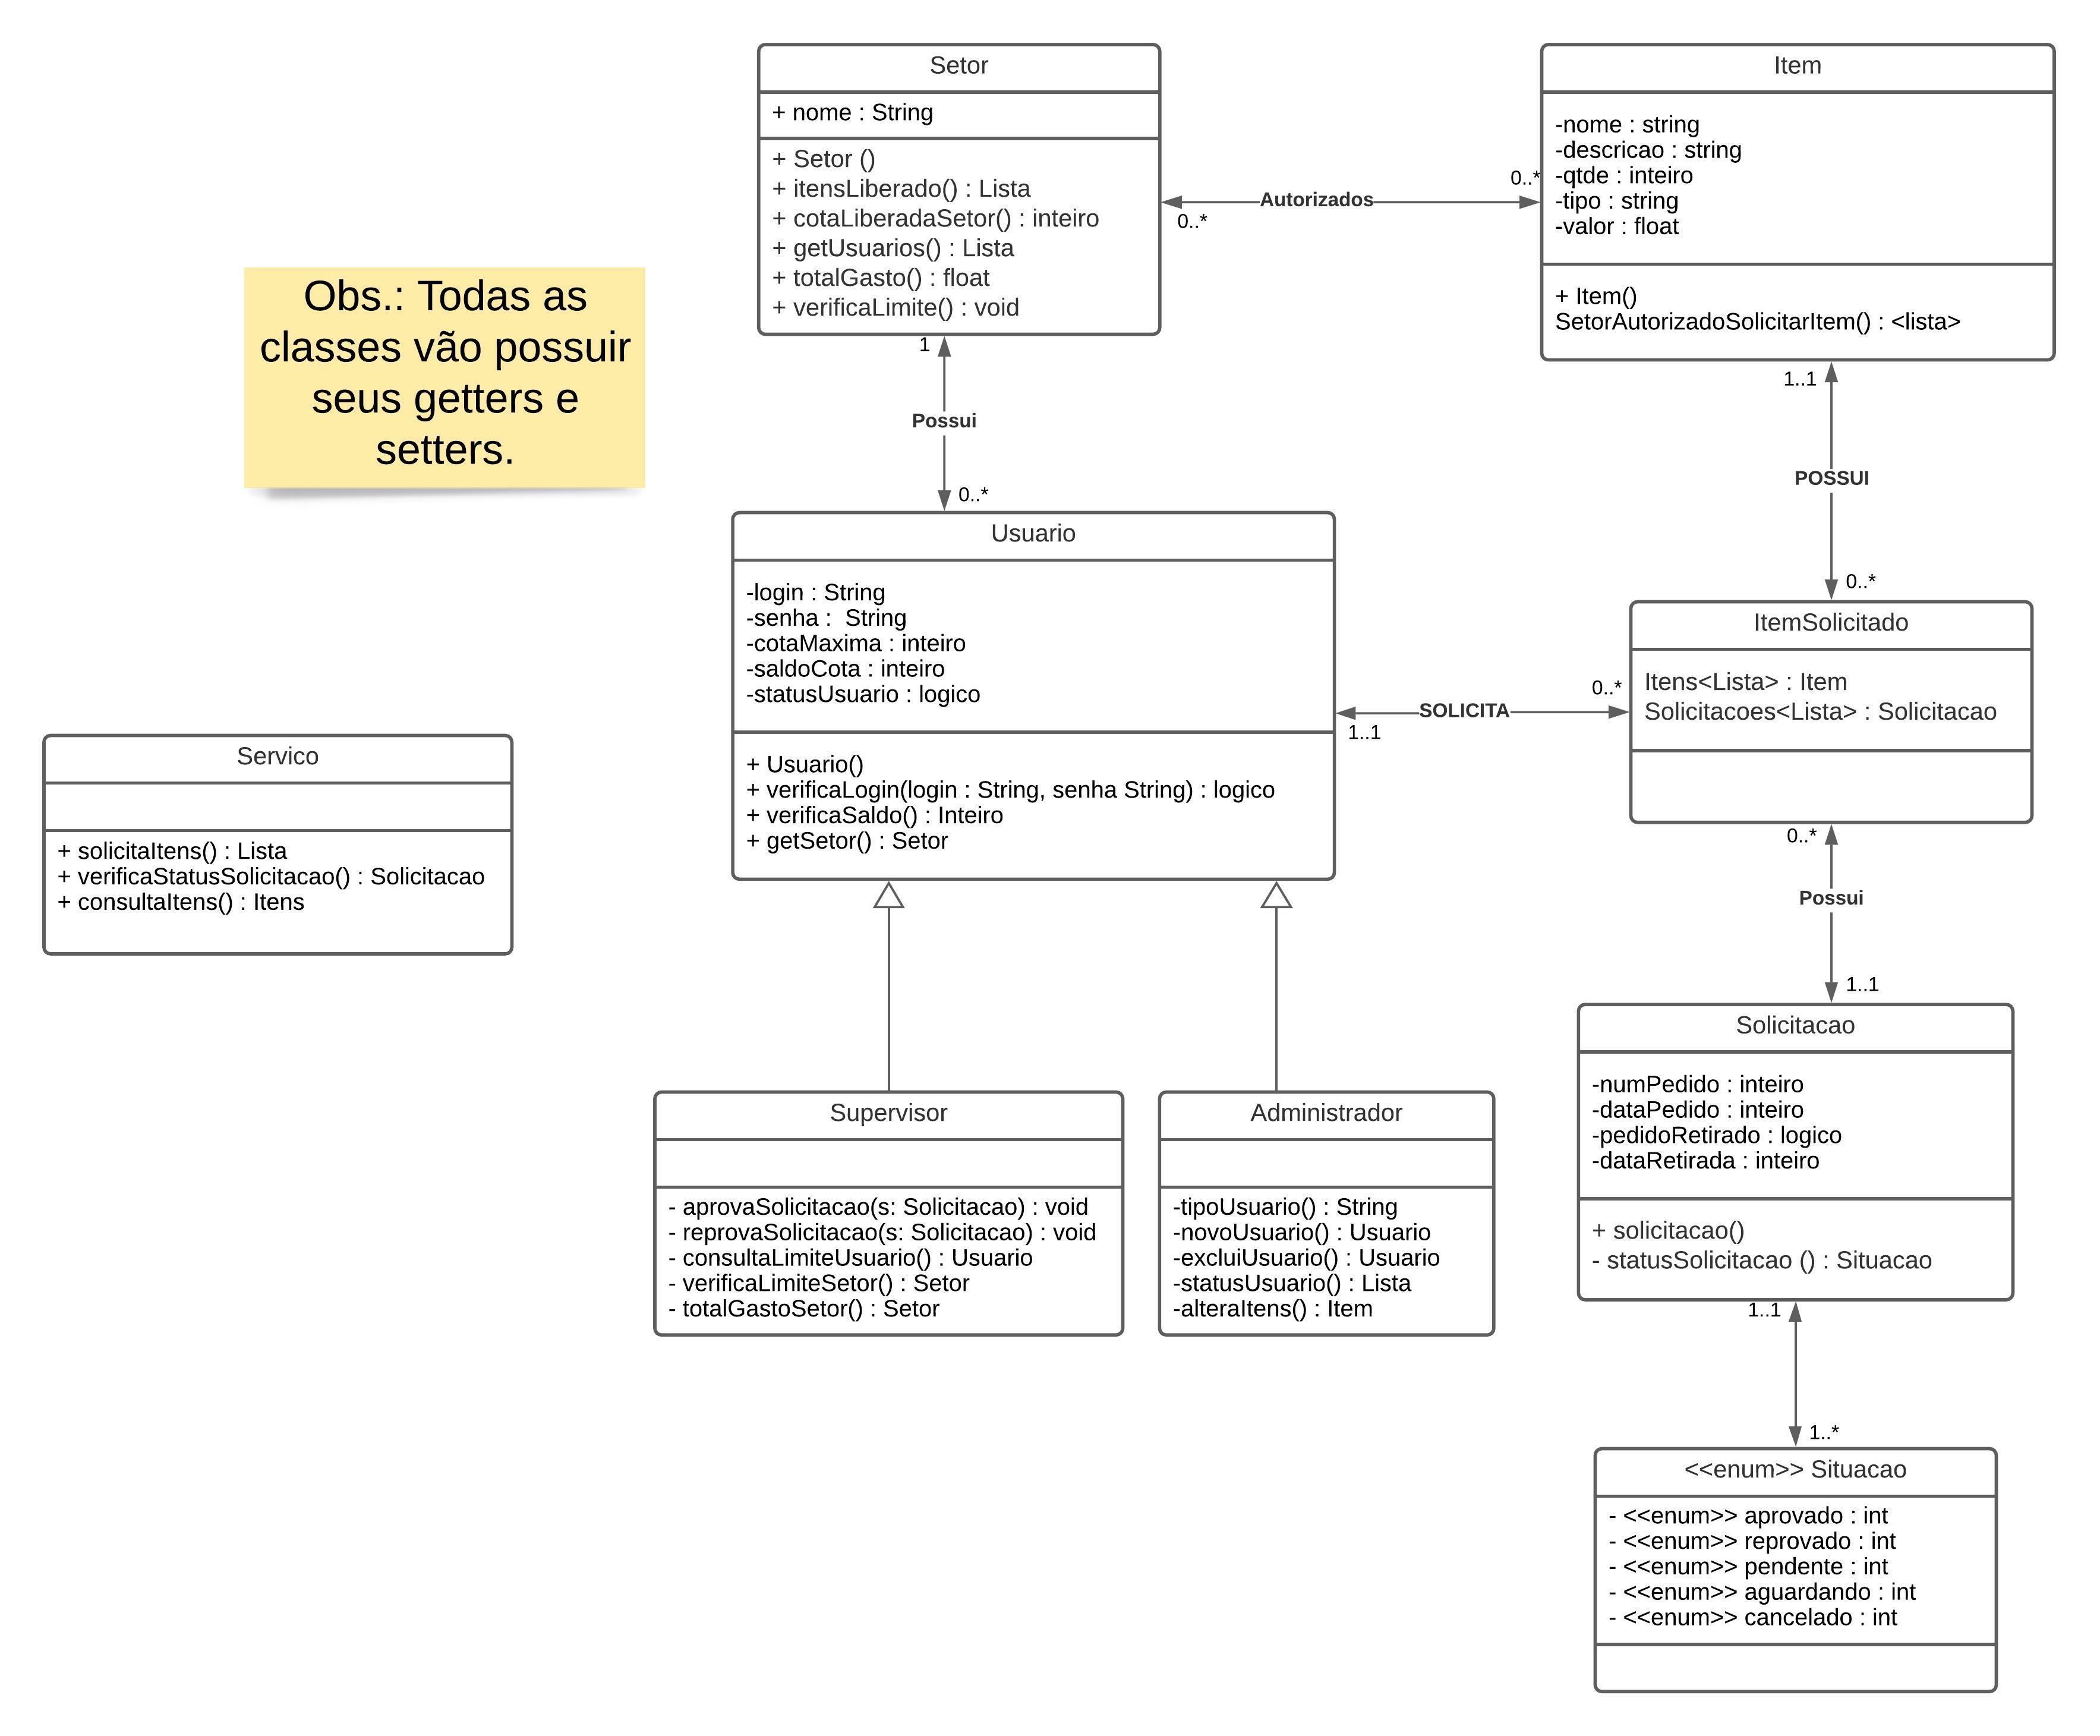 Setor
+ nome : String
+ Setor ()
+ itensLiberado() : Lista
+ cotaLiberadaSetor() : inteiro
+ getUsuarios() : Lista
+ totalGasto() : float
+ verificaLimite() : void
Item
-nome : string
-descricao : string
-qtde : inteiro
-tipo : string
-valor : float
+ Item()
SetorAutorizadoSolicitarItem() : <lista>
0..*
Autorizados
0..*
Obs.: Todas as
classes vão possuir
seus getters e
setters.
1
Possui
0..*
1..1
POSSUI
0..*
Usuario
-login : String
-senha :  String
-cotaMaxima : inteiro
-saldoCota : inteiro
-statusUsuario : logico
+ Usuario()
+ verificaLogin(login : String, senha String) : logico
+ verificaSaldo() : Inteiro
+ getSetor() : Setor
ItemSolicitado
Itens<Lista> : Item
Solicitacoes<Lista> : Solicitacao
0..*
SOLICITA
1..1
Servico
+ solicitaItens() : Lista
+ verificaStatusSolicitacao() : Solicitacao
+ consultaItens() : Itens
0..*
Possui
1..1
Supervisor
- aprovaSolicitacao(s: Solicitacao) : void
- reprovaSolicitacao(s: Solicitacao) : void
- consultaLimiteUsuario() : Usuario
- verificaLimiteSetor() : Setor
- totalGastoSetor() : Setor
Administrador
-tipoUsuario() : String
-novoUsuario() : Usuario
-excluiUsuario() : Usuario
-statusUsuario() : Lista
-alteraItens() : Item
Solicitacao
-numPedido : inteiro
-dataPedido : inteiro
-pedidoRetirado : logico
-dataRetirada : inteiro
+ solicitacao()
- statusSolicitacao () : Situacao
1..1
1..*
<<enum>> Situacao
- <<enum>> aprovado : int
- <<enum>> reprovado : int
- <<enum>> pendente : int
- <<enum>> aguardando : int
- <<enum>> cancelado : int